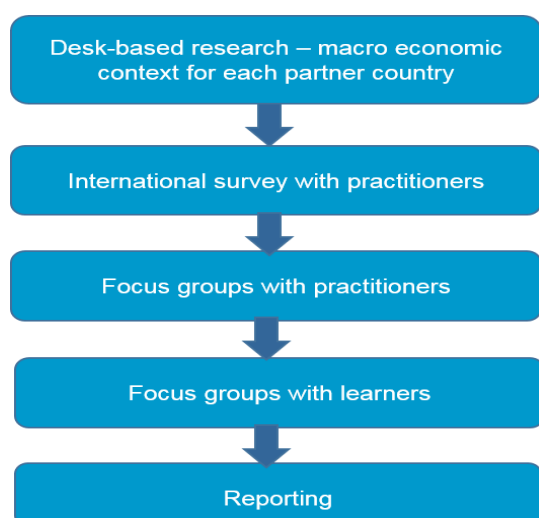 Desk-based research – macro economic
context for each partner country
International survey with practitioners
Focus groups with practitioners
Focus groups with learners
Reporting